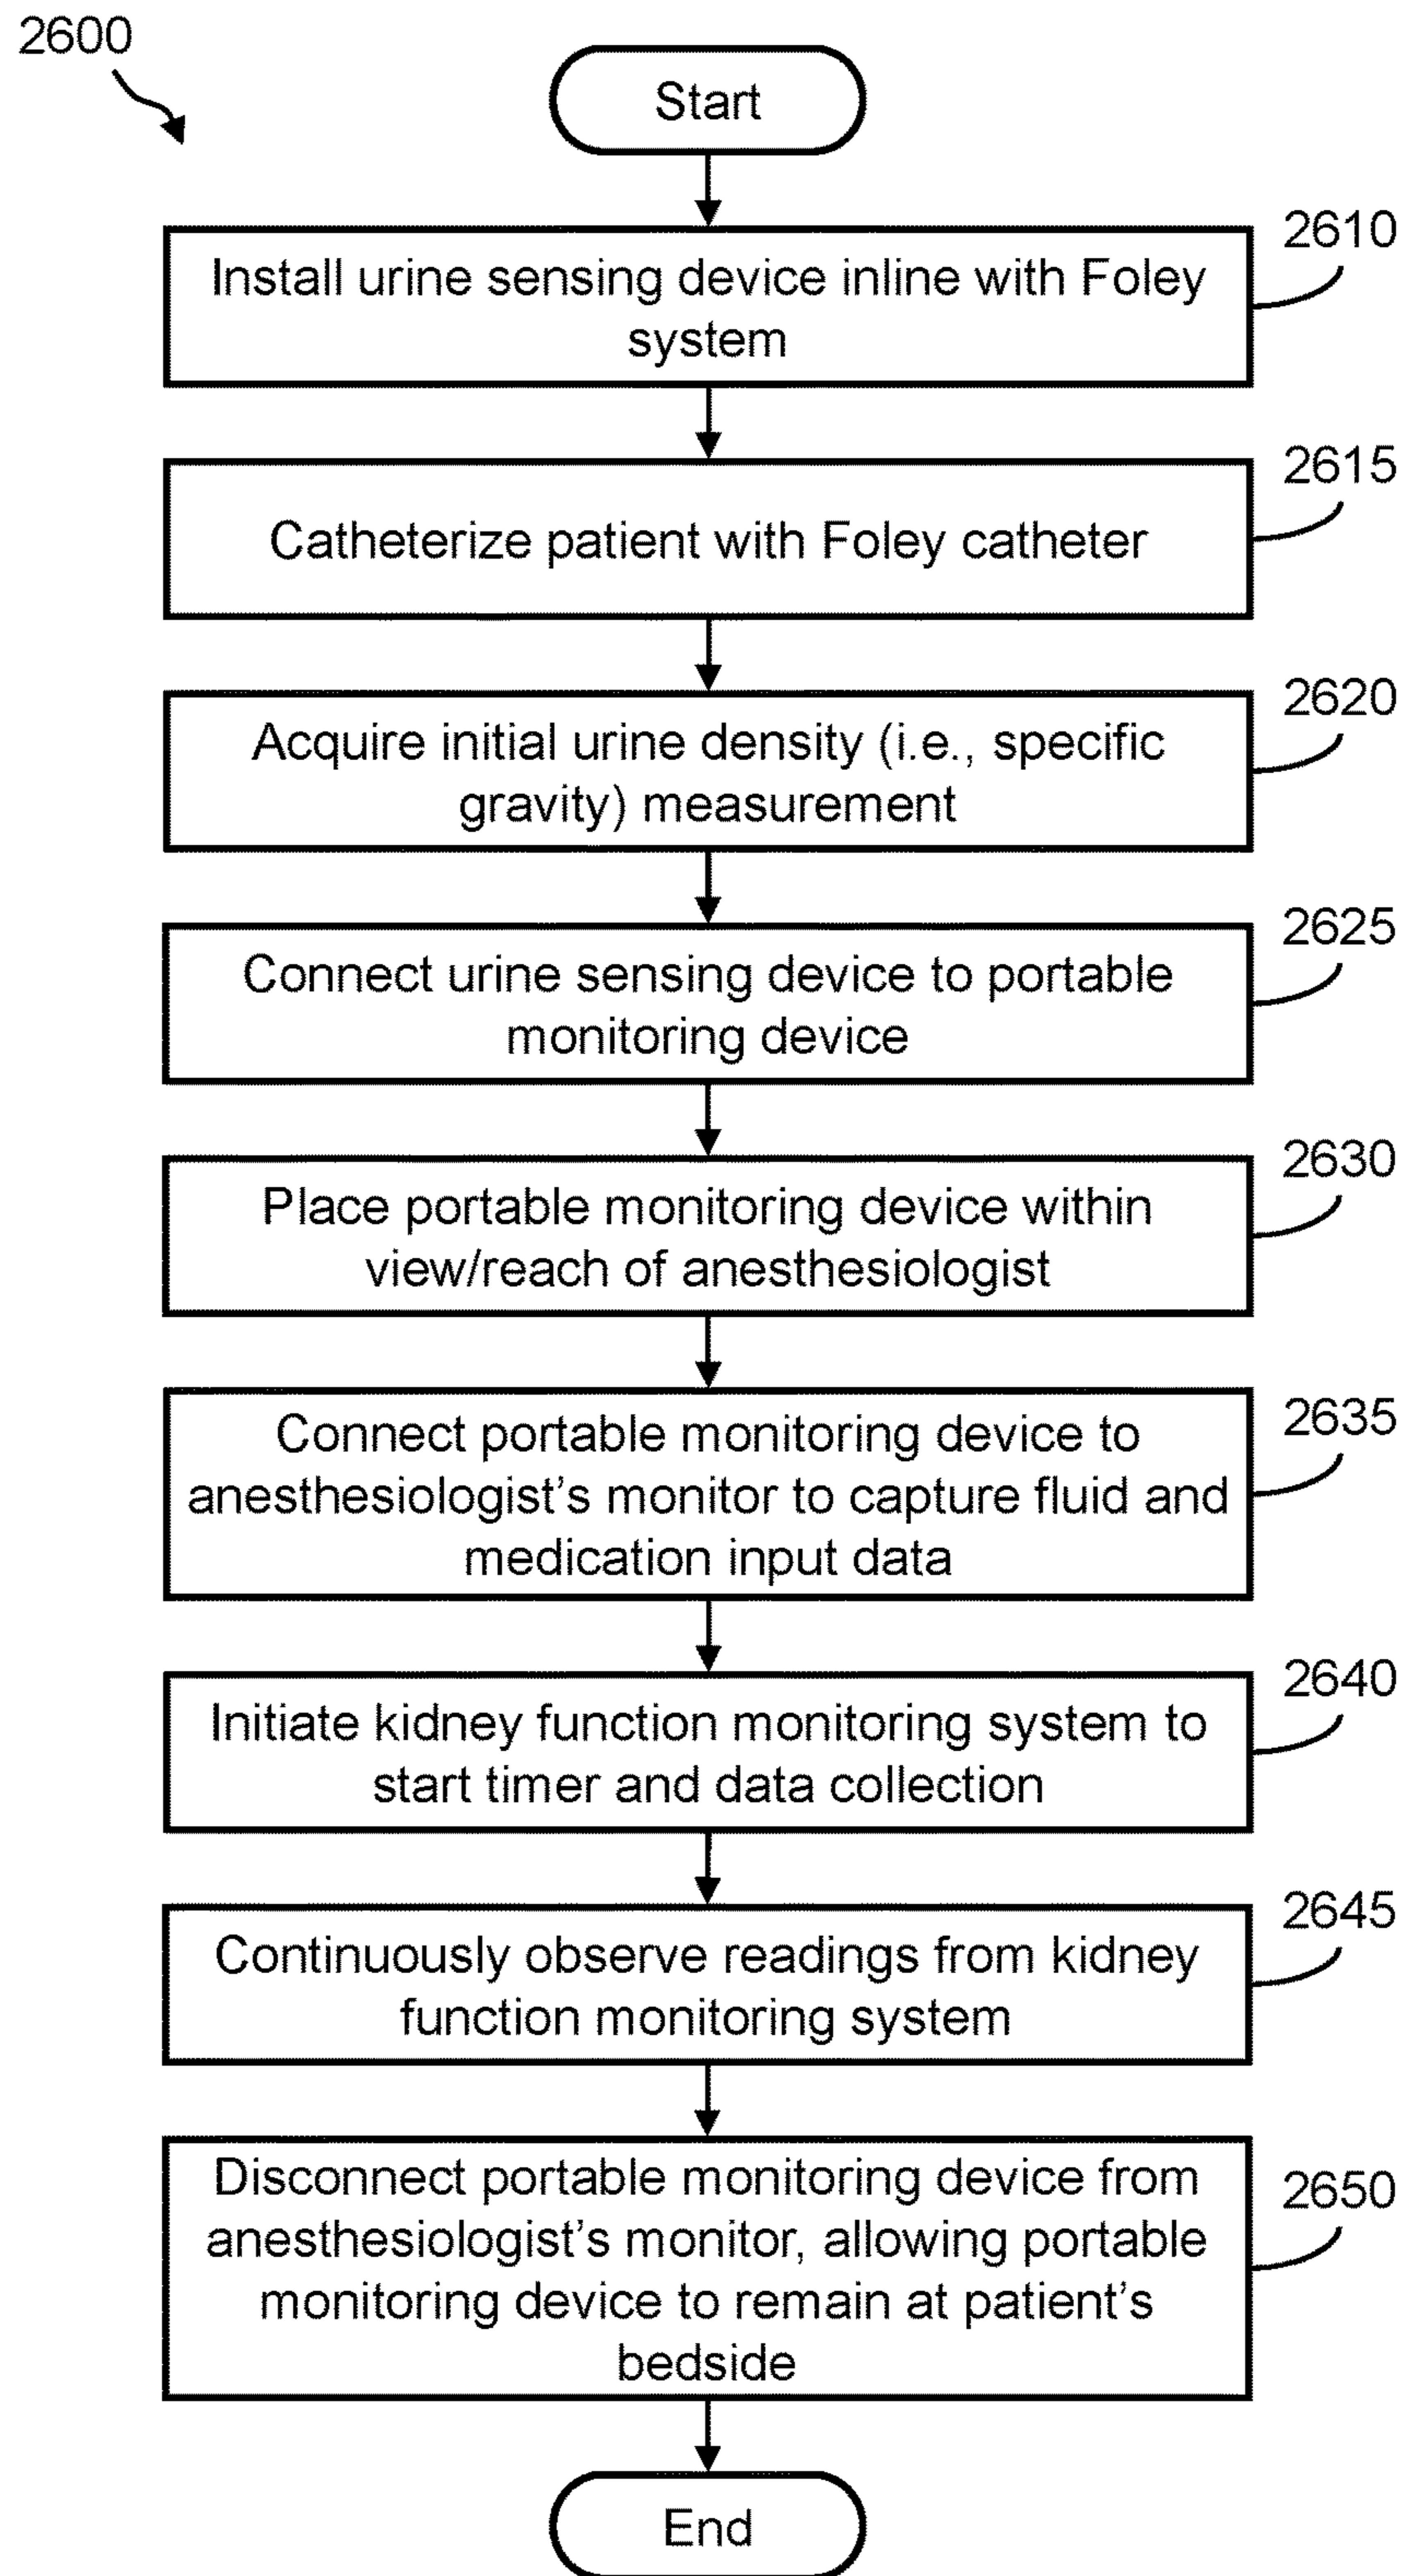 2600
Start
2610
Install urine sensing device inline with Foley
system
2615
Catheterize patient with Foley catheter
2620
Acquire initial urine density (i.e., specific
gravity) measurement
2625
Connect urine sensing device to portable
monitoring device
2630
Place portable monitoring device within
view/reach of anesthesiologist
2635
Connect portable monitoring device to
anesthesiologist’s monitor to capture fluid and
medication input data
2640
Initiate kidney function monitoring system to
start timer and data collection
2645
Continuously observe readings from kidney
function monitoring system
2650
Disconnect portable monitoring device from
anesthesiologist’s monitor, allowing portable
monitoring device to remain at patient’s
bedside
End